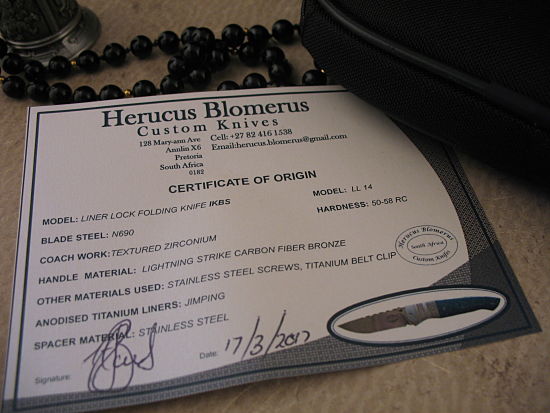 Herucus Blomerus
Custom Knives
128 Mary-ann Ave
Annlin X6
Pretoria
South Africa
0182
Cell:+27 82 416 1538
Email:herucus.blomerus@gmail.com
CERTIFICATE OF ORIGIN
MODEL: LINER LOCK FOLDING KNIFE IKBS
MODEL: LL 14
BLADE STEEL: N690
HARDNESS: 50-58 RC
COACH WORK:TEXTURED ZIRCONIUM
HANDLE MATERIAL: LIGHTNING STRIKE CARBON FIBER BRONZE
OTHER MATERIALS USED: STAINLESS STEEL SCREWS, TITANIUM BELT CLIP
ANODISED TITANIUM LINERS: JIMPING
SPACER MATERIAL: STAINLESS STEEL
Signature:
Date: 17/3/2017
Herucus Blomerus
South Africa
Custom Knives